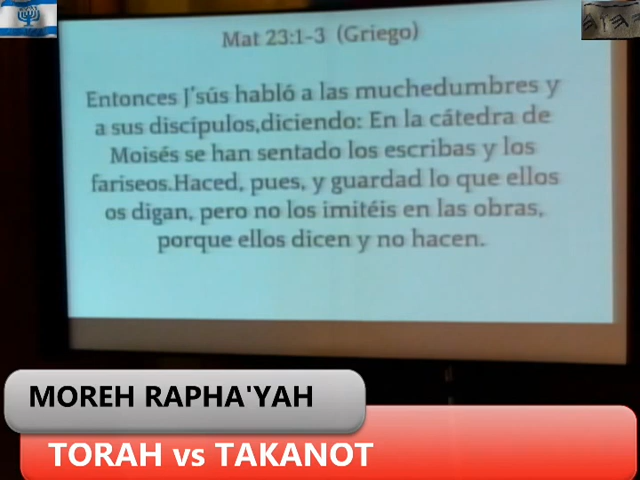 Mat 23:1-3 (Griego)
Entonces J'sús habló a las muchedumbres y
a sus discípulos,diciendo: En la cátedra de
Moisés se han sentado los escribas y los
fariseos.Haced, pues, y guardad lo que ellos
os digan, pero no los imitéis en las obras,
porque ellos dicen y no hacen.
MOREH RAPHA'YAH
TORAH vs TAKANOT